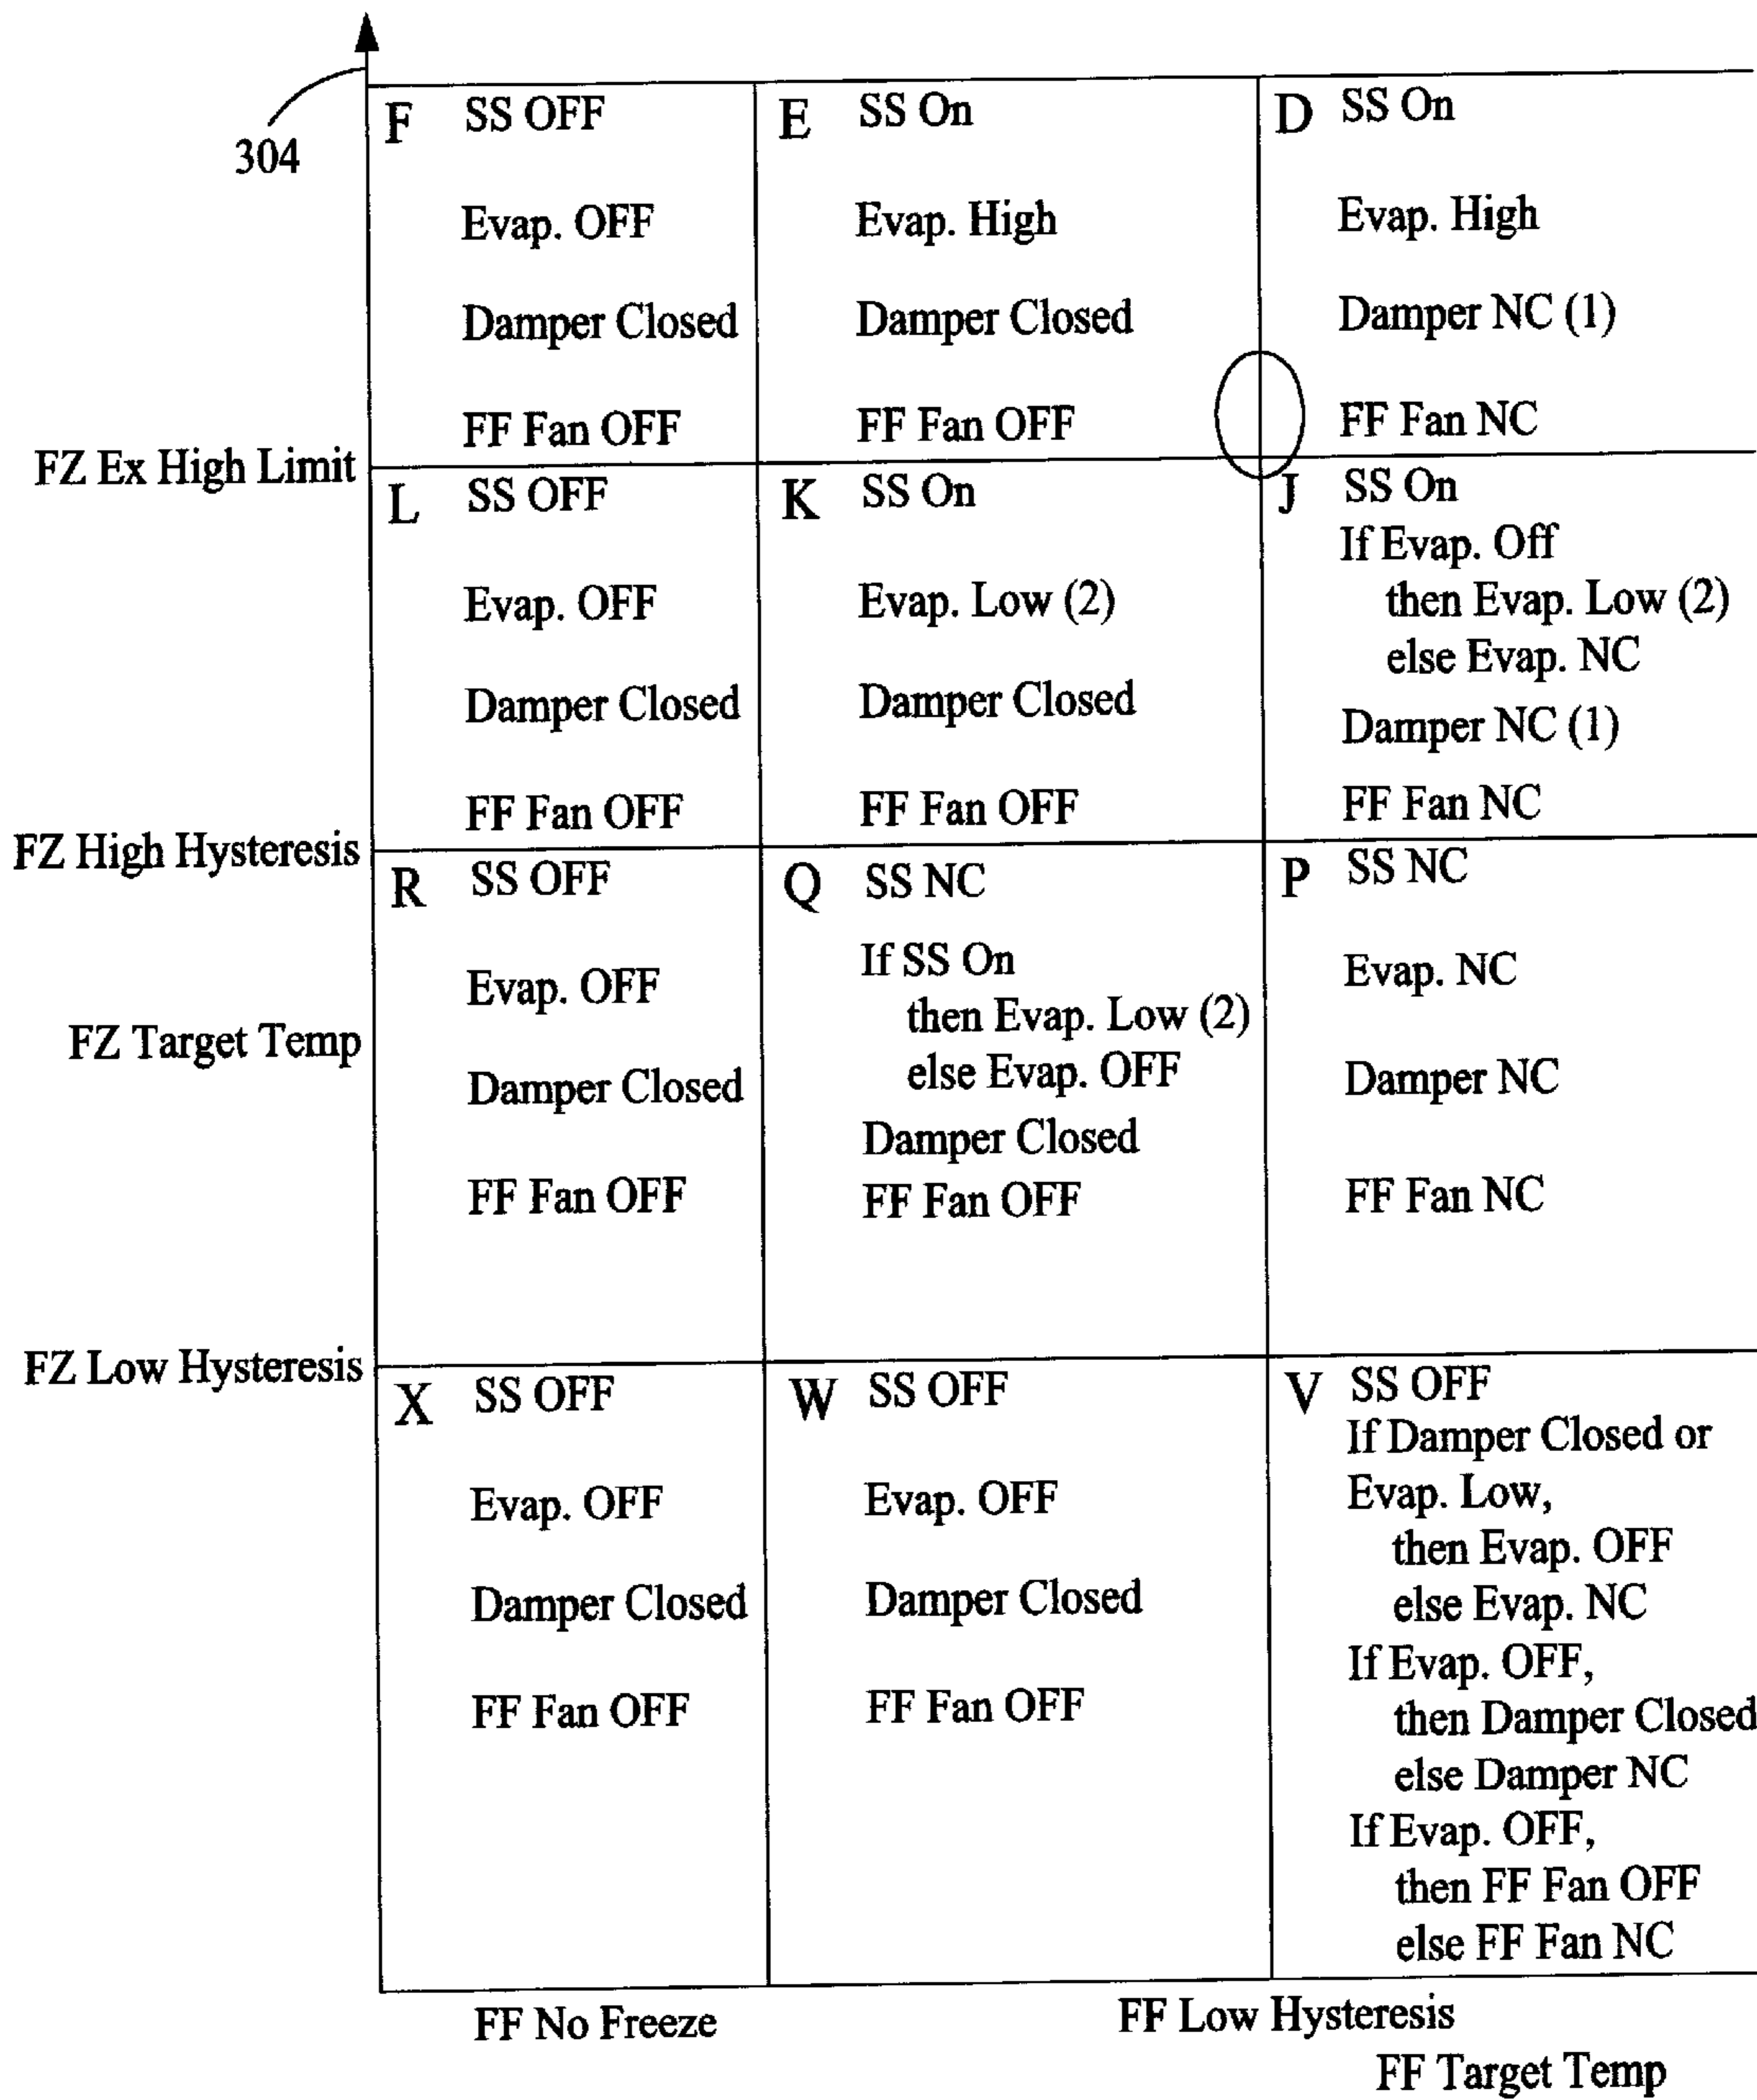 304
F SS OFF
Evap. OFF
Damper Closed
FF Fan OFF
E SS On
Evap. High
Damper Closed
FF Fan OFF
D SS On
Evap. High
Damper NC (1)
FF Fan NC
FZ Ex High Limit
L SS OFF
Evap. OFF
Damper Closed
FF Fan OFF
K SS On
Evap. Low (2)
Damper Closed
FF Fan OFF
J SS On
If Evap. Off
then Evap. Low (2)
else Evap. NC
Damper NC (1)
FF Fan NC
FZ High Hysteresis
R SS OFF
Evap. OFF
Damper Closed
FF Fan OFF
Q SS NC
If SS On
then Evap. Low (2)
else Evap. OFF
Damper Closed
FF Fan OFF
P SS NC
Evap. NC
Damper NC
FF Fan NC
FZ Target Temp
FZ Low Hysteresis
X SS OFF
Evap. OFF
Damper Closed
FF Fan OFF
W SS OFF
Evap. OFF
Damper Closed
FF Fan OFF
V SS OFF
If Damper Closed or
Evap. Low,
then Evap. OFF
else Evap. NC
If Evap. OFF,
then Damper Closed
else Damper NC
If Evap. OFF,
then FF Fan OFF
else FF Fan NC
FF No Freeze
FF Low Hysteresis
FF Target Temp